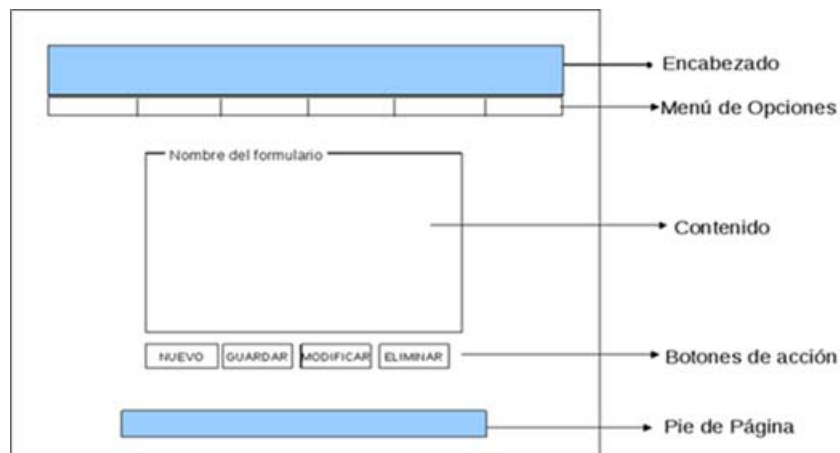 Encabezado
Menú de Opciones
Nombre del formulario
Contenido
NUEVO GUARDAR MODIFICAR ELIMINAR
Botones de acción
Pie de Página